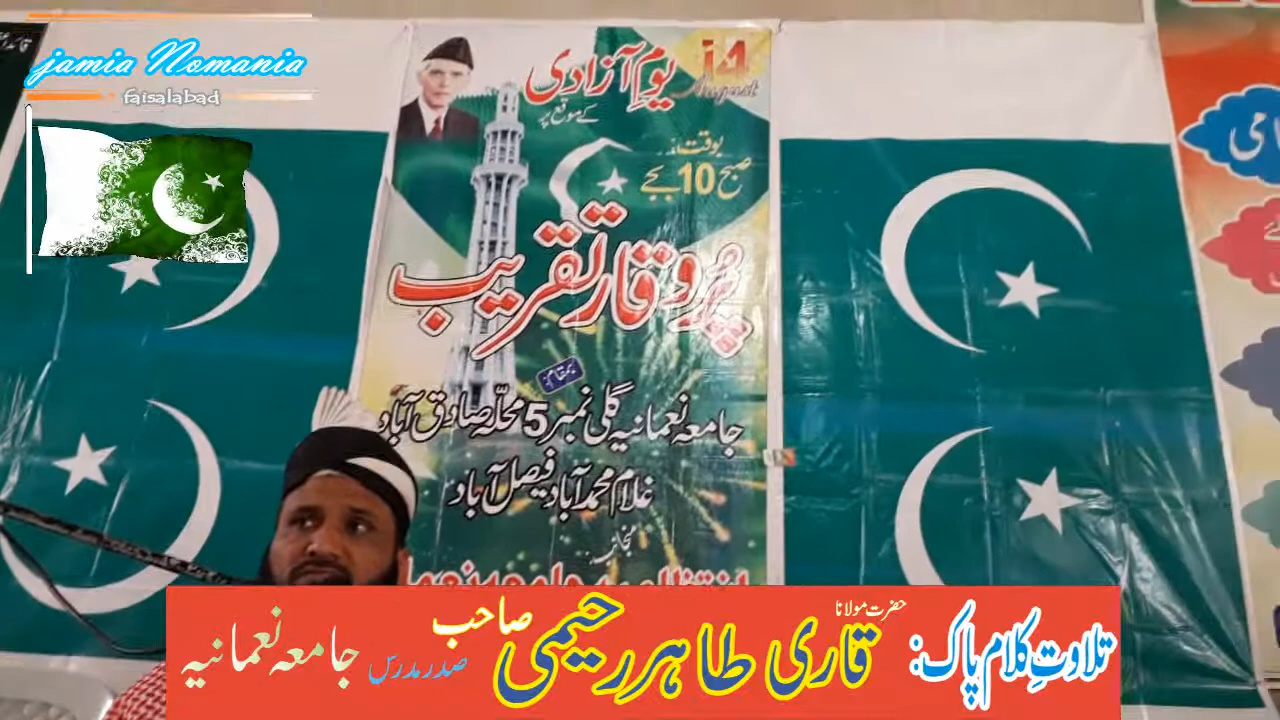 jamia Nomania
faisalabad
14
August
یومِ آزادی
کے موقع پر
بوقت:
صبح 10 بجے
پُروقار تقریب
بمقام:
جامعہ نعمانیہ گلی نمبر 5 محلّہ صادق آباد
غلام محمد آباد فیصل آباد
منجانب
تلاوتِ کلام پاک:
حضرت مولانا
قاری طاہر رحیمی صاحب
صدر مدرس جامعہ نعمانیہ